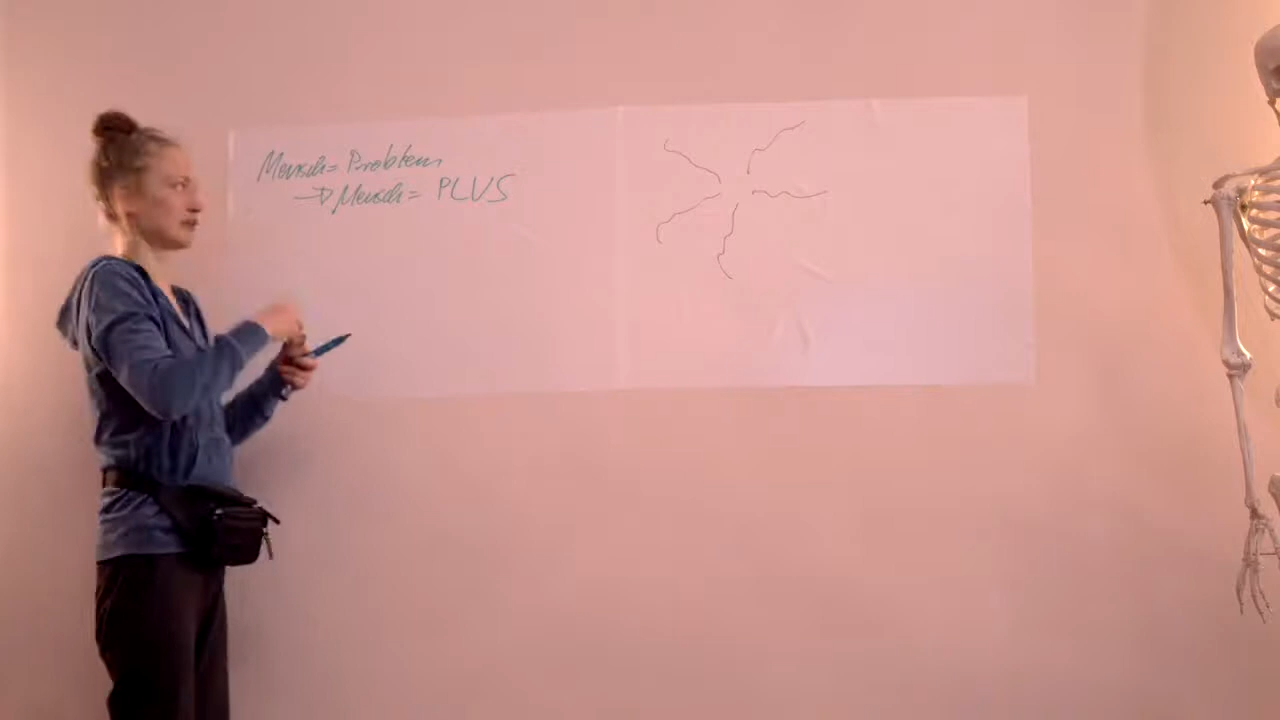 Mensch = Problem
→ Mensch = PLUS